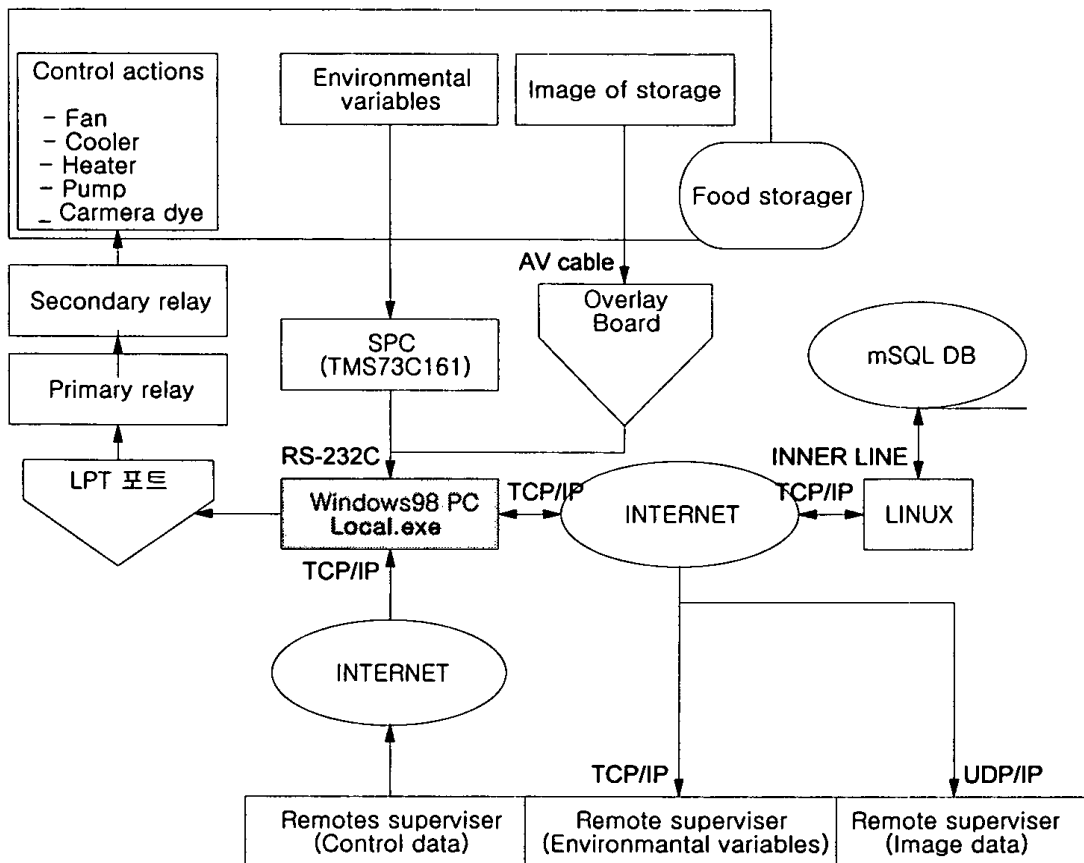 Control actions
- Fan
- Cooler
- Heater
- Pump
_ Carmera dye
Environmental
variables
Image of storage
Food storager
AV cable
Secondary relay
Primary relay
LPT 포트
SPC
(TMS73C161)
Overlay
Board
mSQL DB
RS-232C
INNER LINE
Windows98 PC
Local.exe
TCP/IP
INTERNET
TCP/IP
LINUX
TCP/IP
INTERNET
TCP/IP
UDP/IP
Remotes superviser
(Control data)
Remote superviser
(Environmantal variables)
Remote superviser
(Image data)